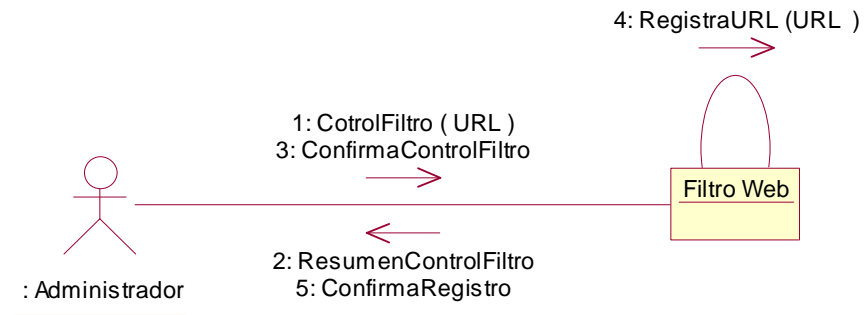 4: RegistraURL (URL )
1: CotrolFiltro ( URL )
3: ConfirmaControlFiltro
Filtro Web
2: ResumenControlFiltro
5: ConfirmaRegistro
: Administrador